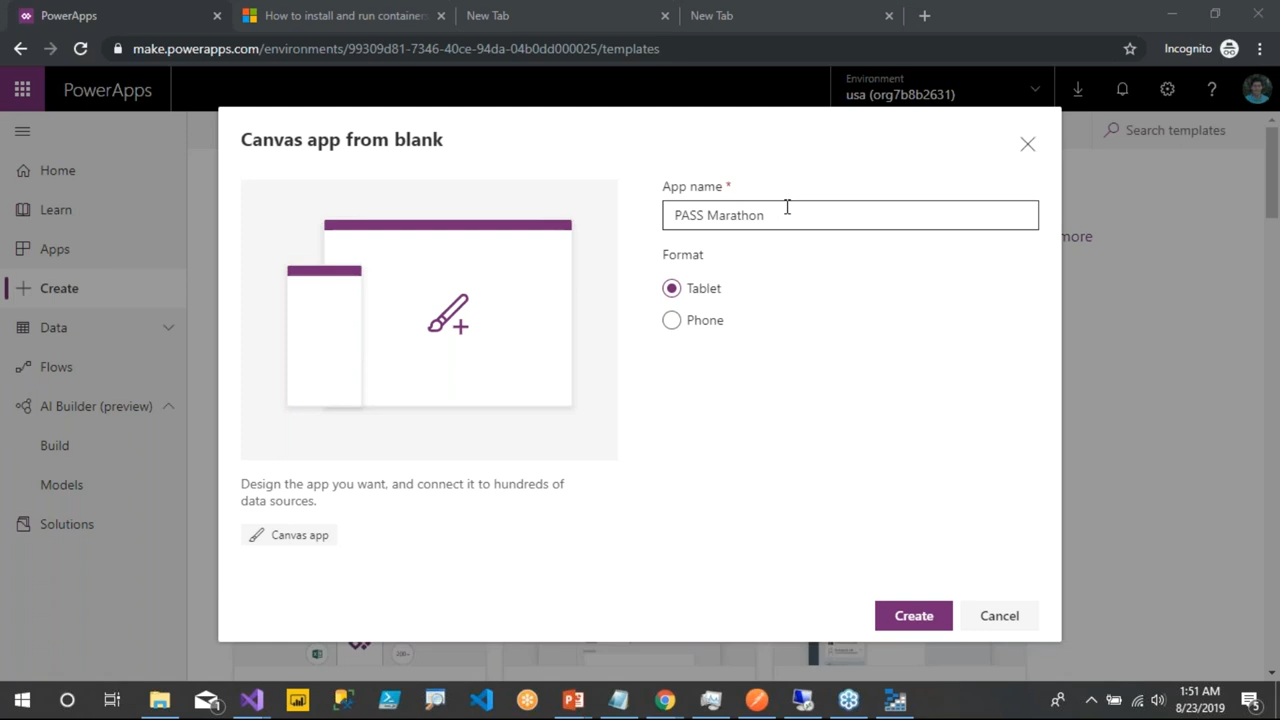 PowerApps
How to install and run container
New Tab
New Tab
make.powerapps.com/environments/99309d81-7346-40ce-94da-04b0dd000025/templates
Incognito
PowerApps
Environment
usa (org7b8b2631)
Search templates
Home
Learn
Apps
Create
Data
Flows
AI Builder (preview)
Build
Models
Solutions
Canvas app from blank
Design the app you want, and connect it to hundreds of
data sources.
Canvas app
App name *
PASS Marathon
Format
Tablet
Phone
Create
Cancel
more
200+
1:51 AM
8/23/2019
1
5